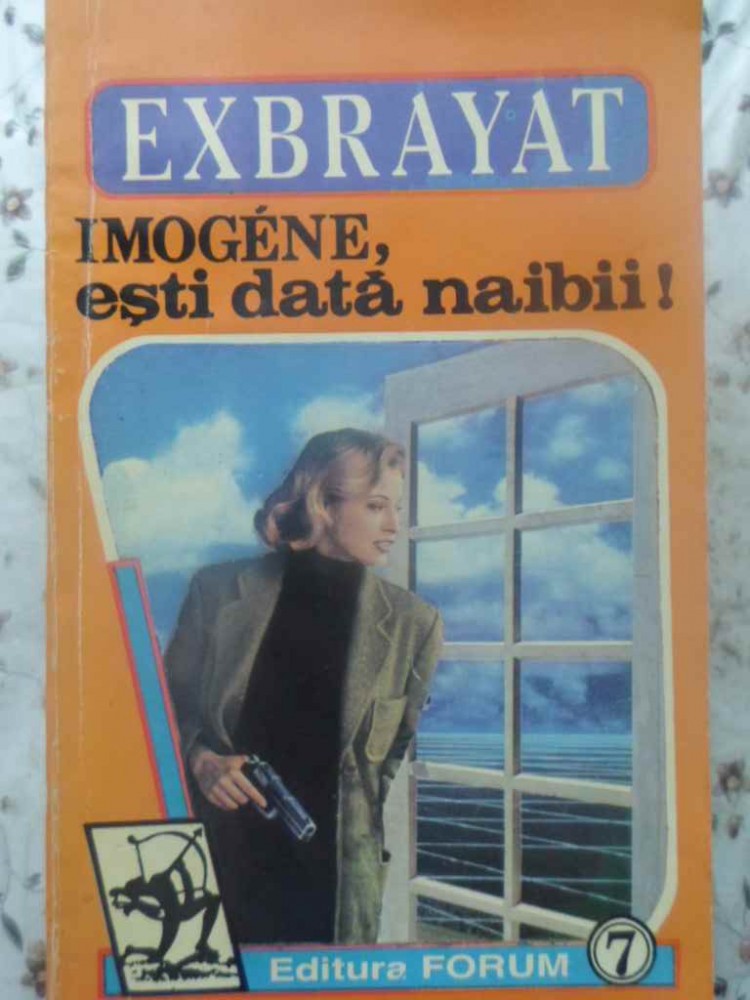 EXBRAYAT
IMOGÉNE,
ești dată naibii!
Editura FORUM
7